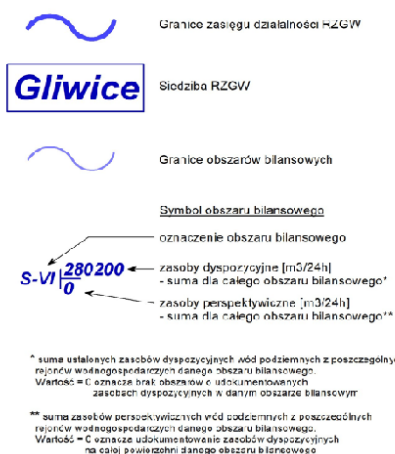 Granice zasięgu działalności RZGW
Gliwice
Siedziba RZGW
Granice obszarów bilansowych
Symbol obszaru bilansowego
oznaczenie obszaru bilansowego
S-VI 280200
0
zasoby dyspozycyjne [m3/24h]
- suma dla całego obszaru bilansowego*
zasoby perspektywiczne [m3/24h]
- suma dla całego obszaru bilansowego**
* suma ustalonych zasobów dyspozycyjnych wód podziemnych z poszczególny
rejonów wodnogospodarczych danego obszaru bilansowego.
Wartość = 0 oznacza brak obszarów o udokumentowanych
zasobach dyspozycyjnych w danym obszarze bilansowym
** suma zasobów perspektywicznych wód podziemnych z poszczególnych
rejonów wodnogospodarczych danego obszaru bilansowego.
Wartość = 0 oznacza udokumentowanie zasobów dyspozycyjnych
na całej powierzchni danego obszaru bilansowego